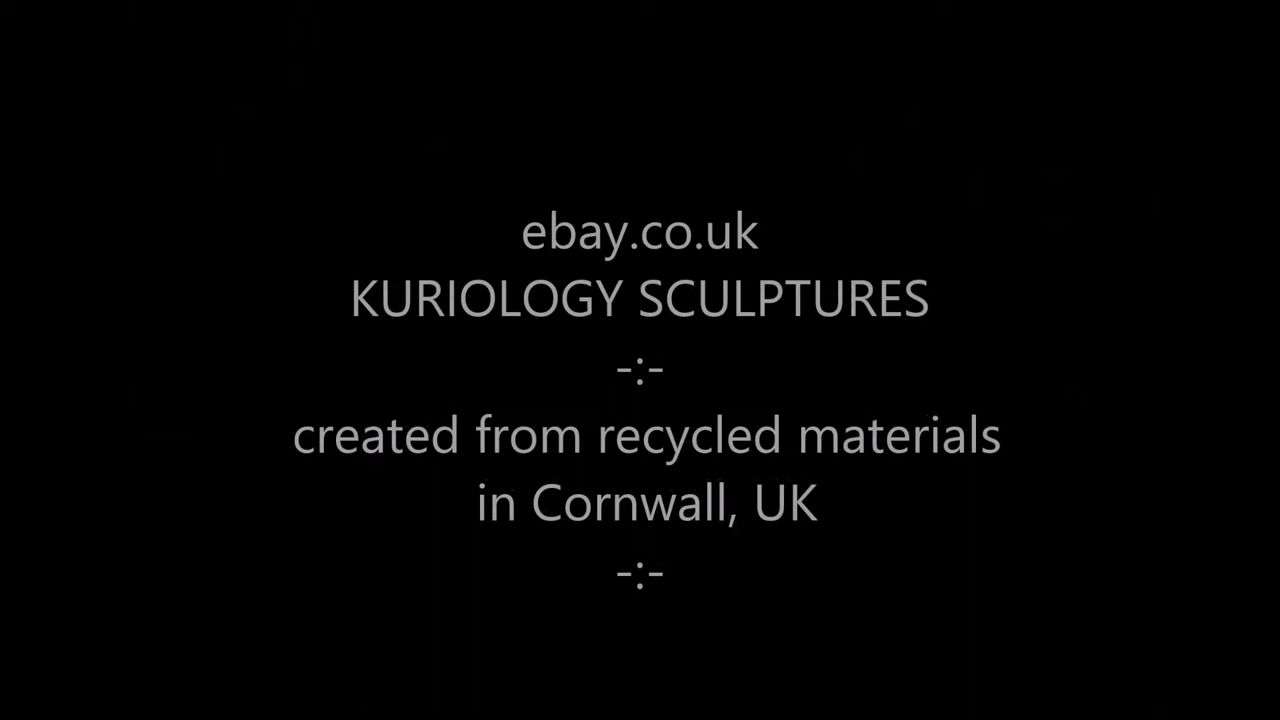 ebay.co.uk
KURIOLOGY SCULPTURES
-:-
created from recycled materials
in Cornwall, UK
-:-